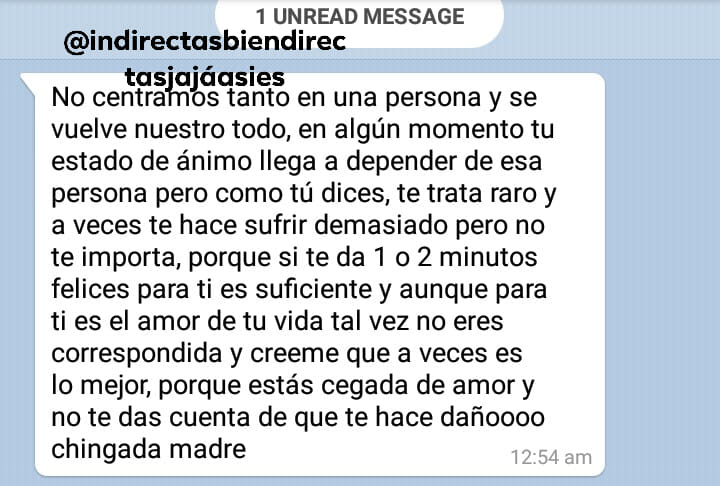 1 UNREAD MESSAGE
@indirectasbiendirec
tasjajáasies
No centramos tanto en una persona y se
vuelve nuestro todo, en algún momento tu
estado de ánimo llega a depender de esa
persona pero como tú dices, te trata raro y
a veces te hace sufrir demasiado pero no
te importa, porque si te da 1 o 2 minutos
felices para ti es suficiente y aunque para
ti es el amor de tu vida tal vez no eres
correspondida y creeme que a veces es
lo mejor, porque estás cegada de amor y
no te das cuenta de que te hace dañoooo
chingada madre
12:54 am